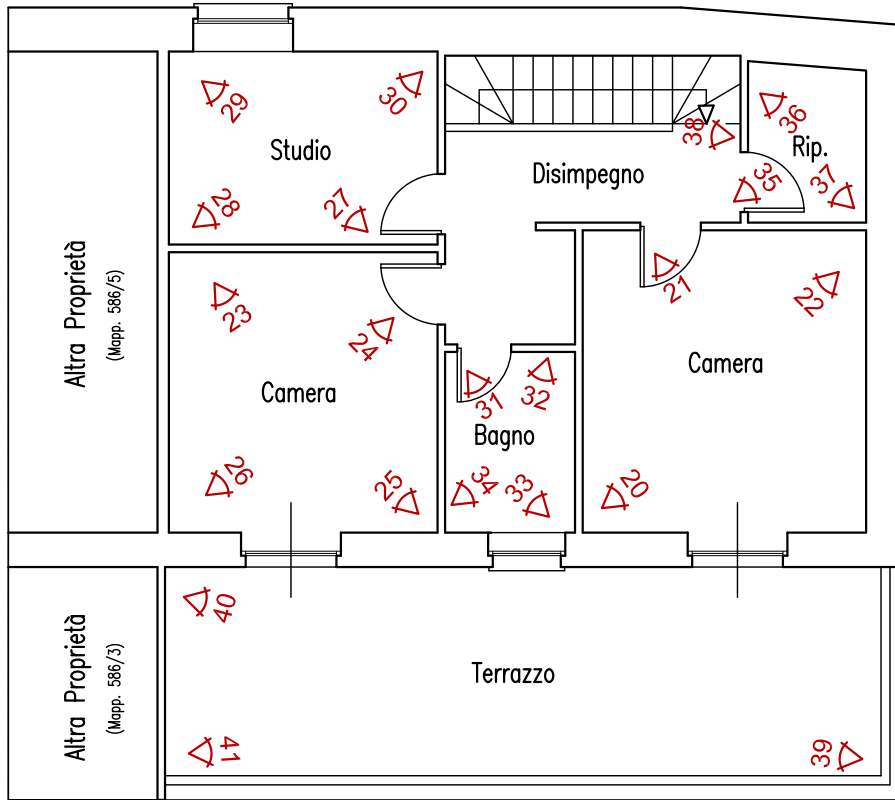 29
30
38
36
Studio
Rip.
Disimpegno
35
37
28
27
Altra Proprietà
(Mapp. 586/5)
23
24
21
22
Camera
Camera
31
32
Bagno
26
25
34
33
20
40
Altra Proprietà
(Mapp. 586/3)
Terrazzo
41
39